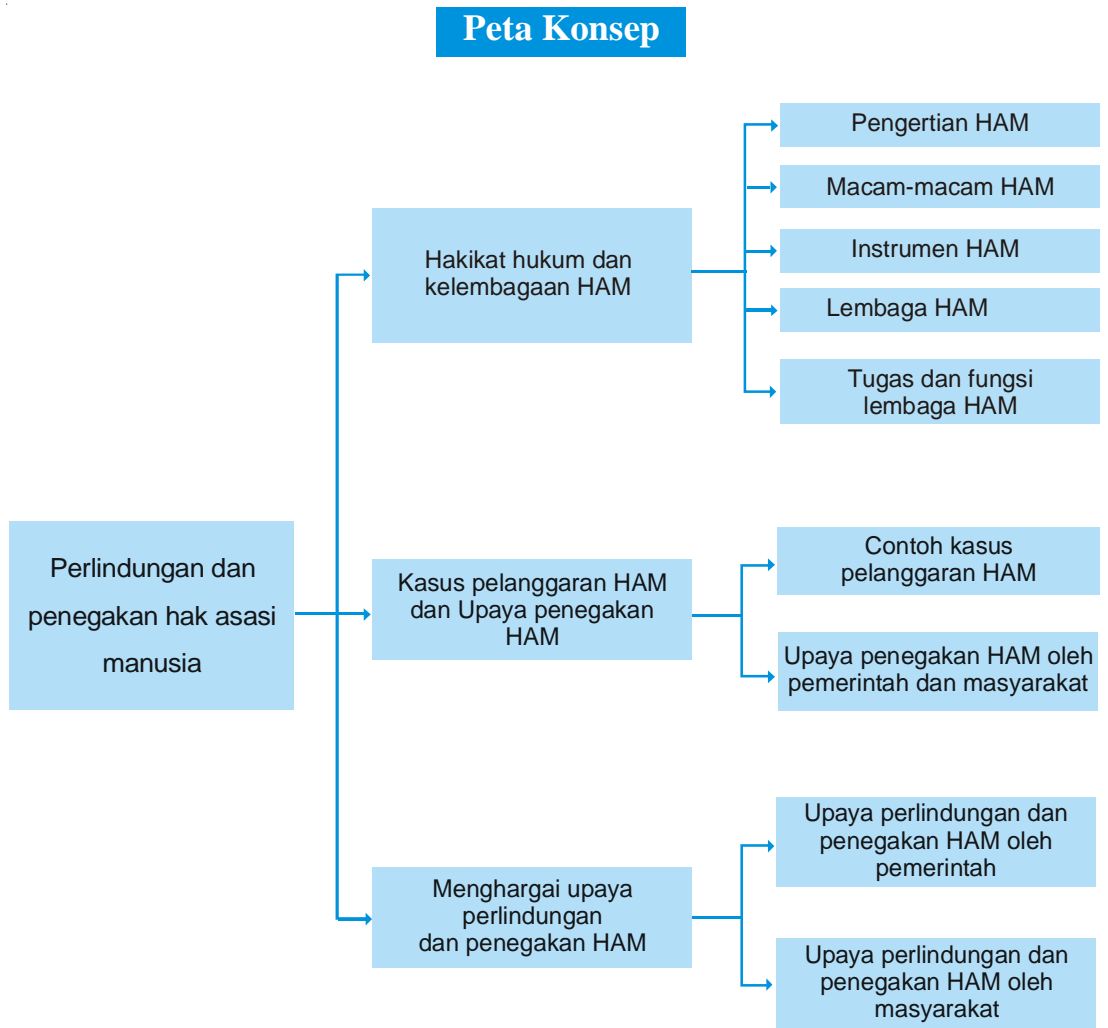 Peta Konsep
Perlindungan dan
penegakan hak asasi
manusia
Hakikat hukum dan
kelembagaan HAM
Pengertian HAM
Macam-macam HAM
Instrumen HAM
Lembaga HAM
Tugas dan fungsi
lembaga HAM
Kasus pelanggaran HAM
dan Upaya penegakan
HAM
Contoh kasus
pelanggaran HAM
Upaya penegakan HAM oleh
pemerintah dan masyarakat
Menghargai upaya
perlindungan
dan penegakan HAM
Upaya perlindungan dan
penegakan HAM oleh
pemerintah
Upaya perlindungan dan
penegakan HAM oleh
masyarakat